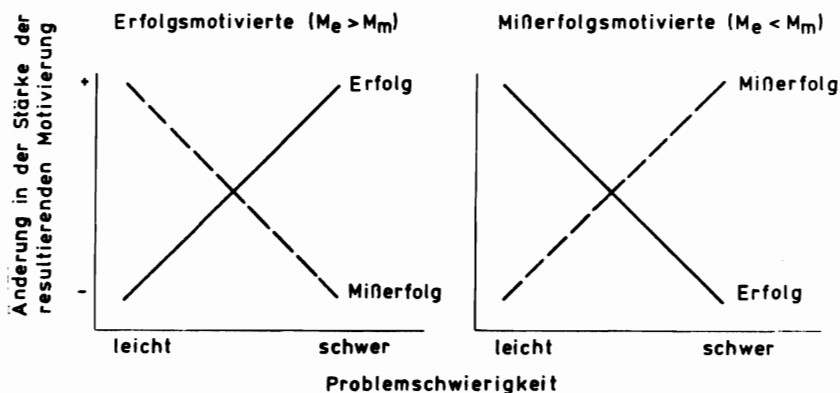 Erfolgsmotivierte (Me > Mm)
Mißerfolgsmotivierte (Me < Mm)
Änderung in der Stärke der
resultierenden Motivierung
+
-
Erfolg
Mißerfolg
leicht
schwer
Mißerfolg
Erfolg
leicht
schwer
Problemschwierigkeit